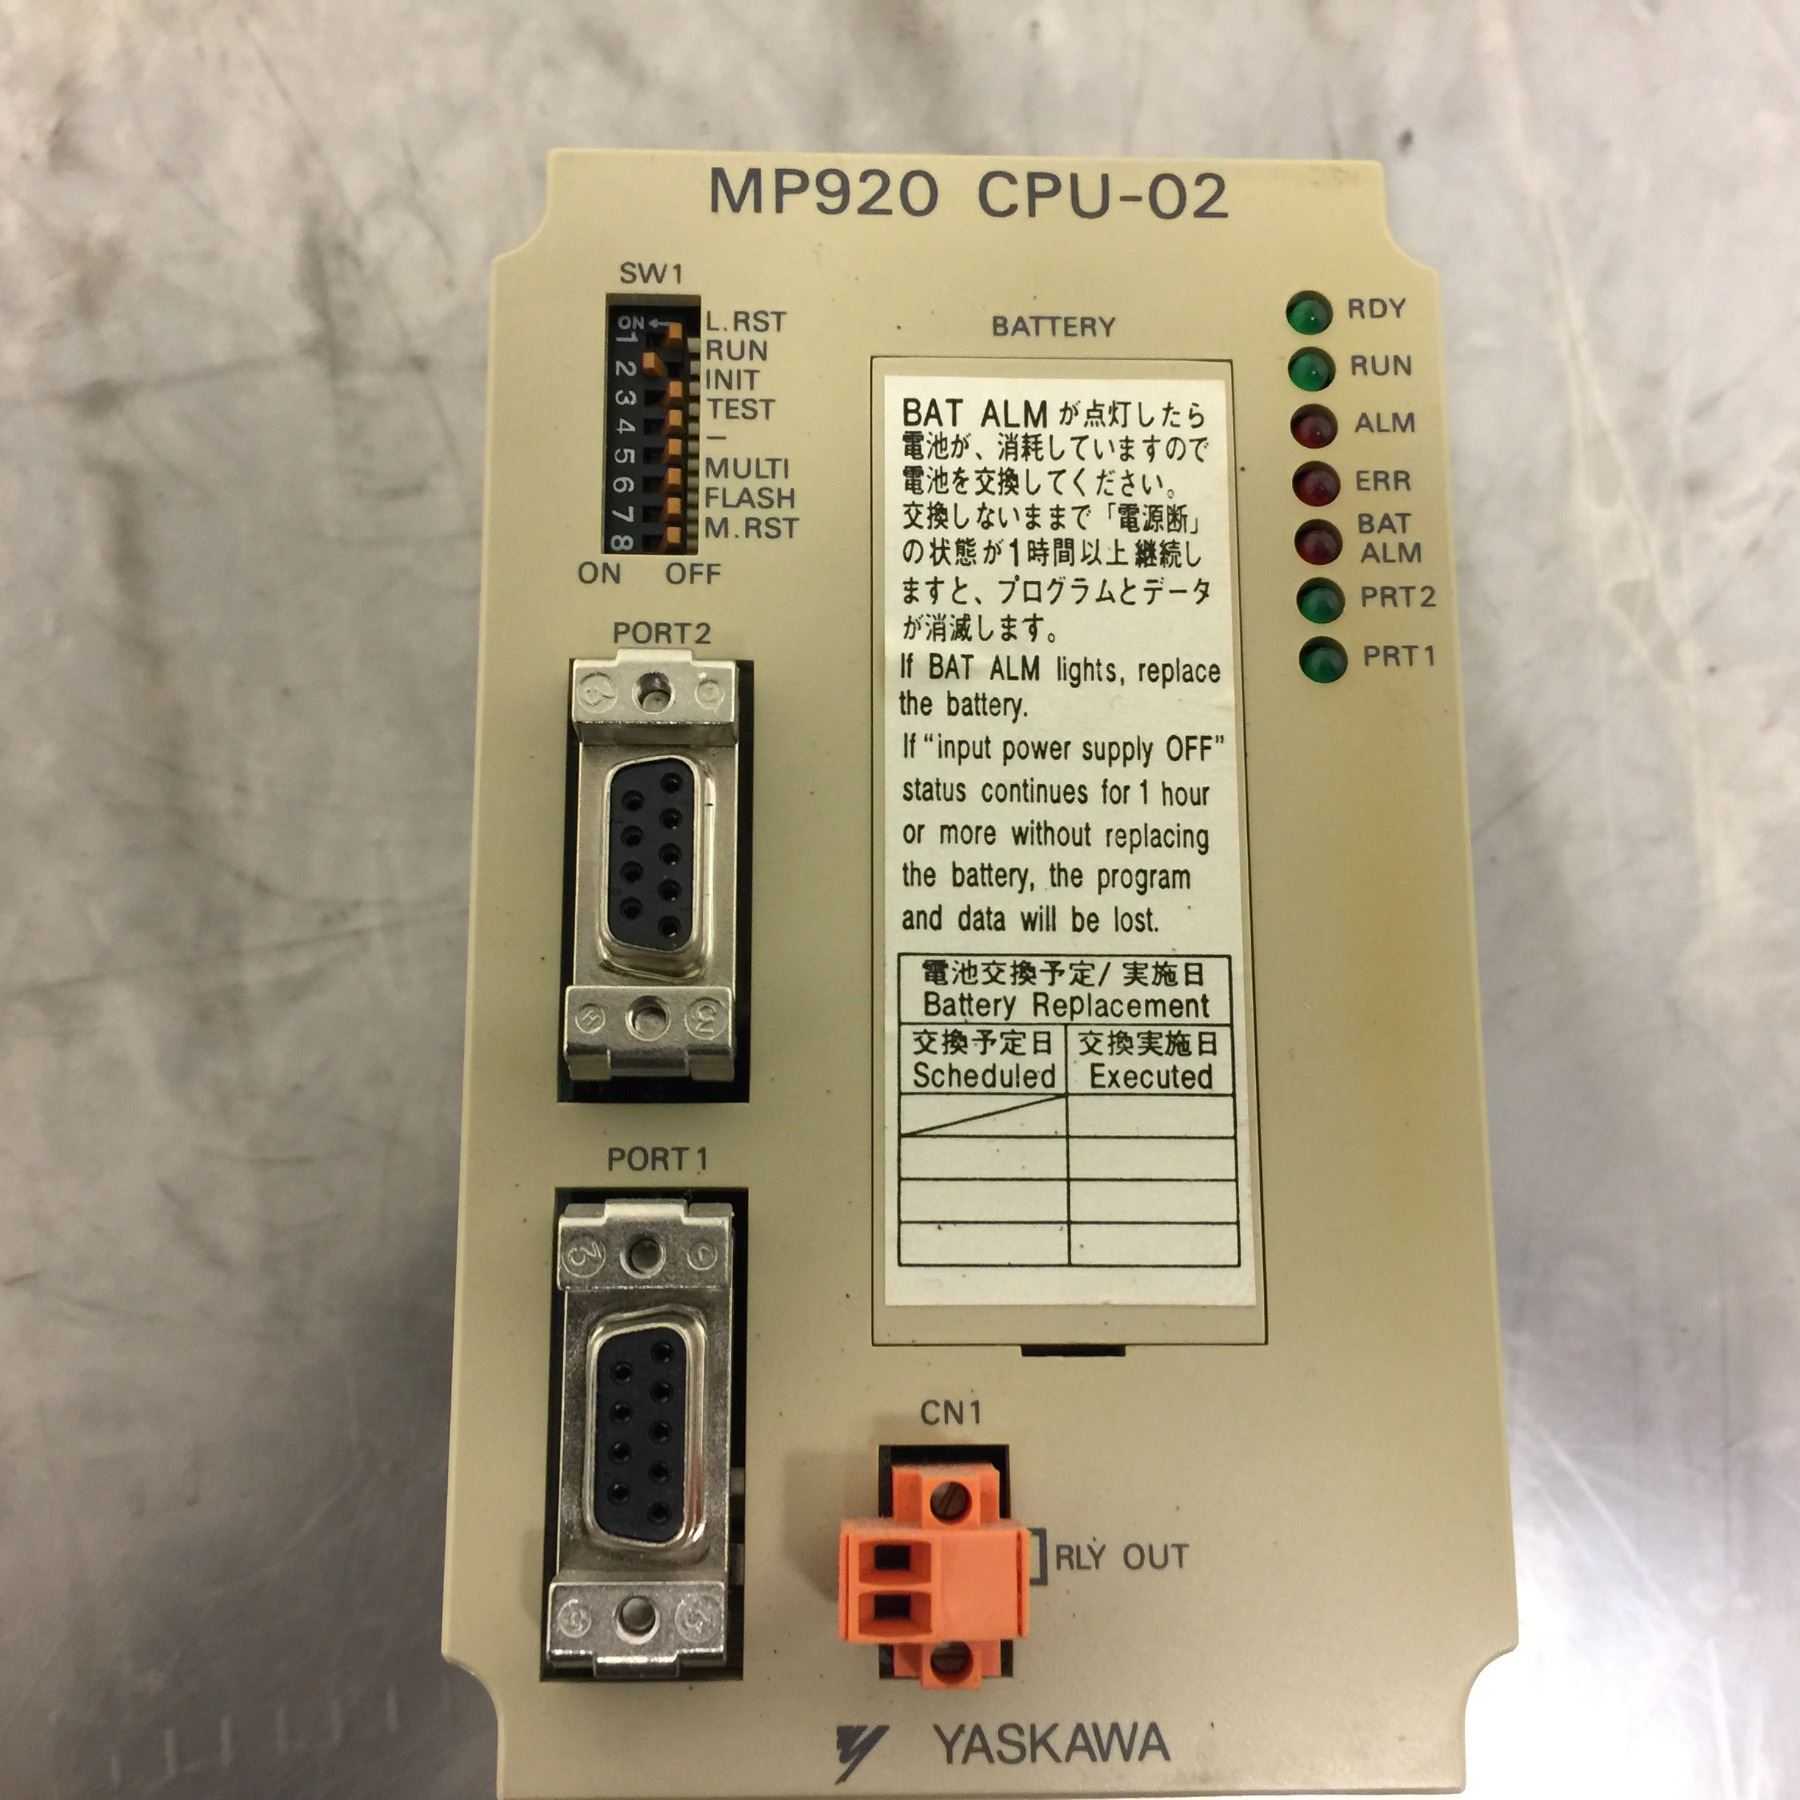 MP920 CPU-02
SW1
ON ←
1
2
3
4
5
6
7
8
L.RST
RUN
INIT
TEST
–
MULTI
FLASH
M.RST
ON OFF
PORT2
PORT1
BATTERY
BAT ALMが点灯したら
電池が、消耗していますので
電池を交換してください。
交換しないままで「電源断」
の状態が1時間以上継続し
ますと、プログラムとデータ
が消滅します。
If BAT ALM lights, replace
the battery.
If “input power supply OFF”
status continues for 1 hour
or more without replacing
the battery, the program
and data will be lost.
電池交換予定/ 実施日
Battery Replacement
交換予定日 交換実施日
Scheduled Executed
RDY
RUN
ALM
ERR
BAT
ALM
PRT2
PRT1
CN1
RLY OUT
YASKAWA